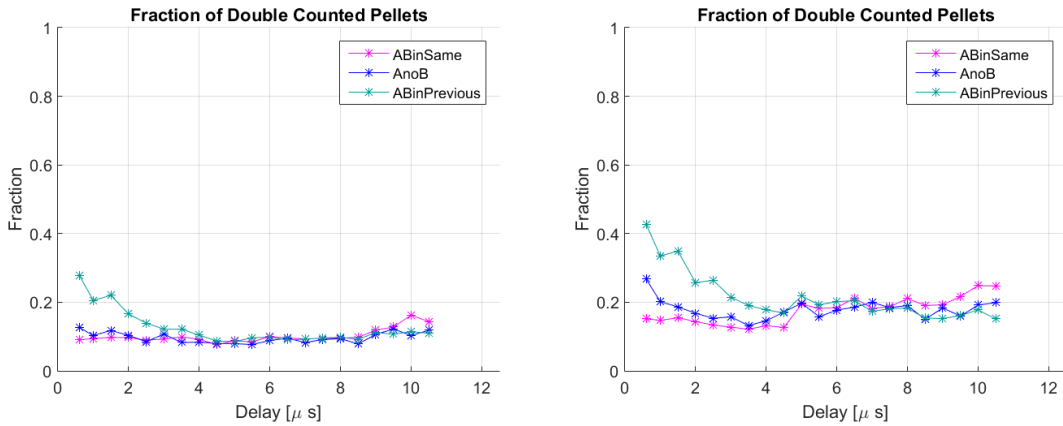 Fraction of Double Counted Pellets
1
0.8
0.6
0.4
0.2
0
Fraction
ABinSame
AnoB
ABinPrevious
0 2 4 6 8 10 12
Delay [μ s]
Fraction of Double Counted Pellets
1
0.8
0.6
0.4
0.2
0
Fraction
ABinSame
AnoB
ABinPrevious
0 2 4 6 8 10 12
Delay [μ s]